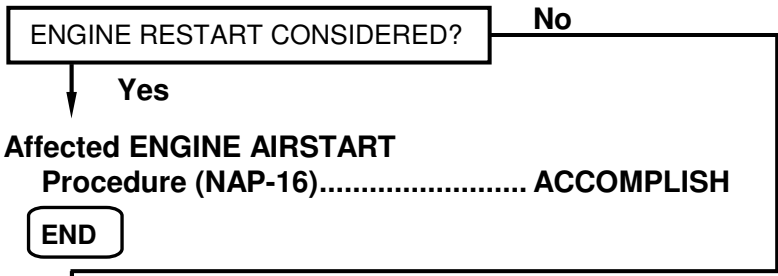 ENGINE RESTART CONSIDERED?
No
Yes
Affected ENGINE AIRSTART
Procedure (NAP-16)......................... ACCOMPLISH
END